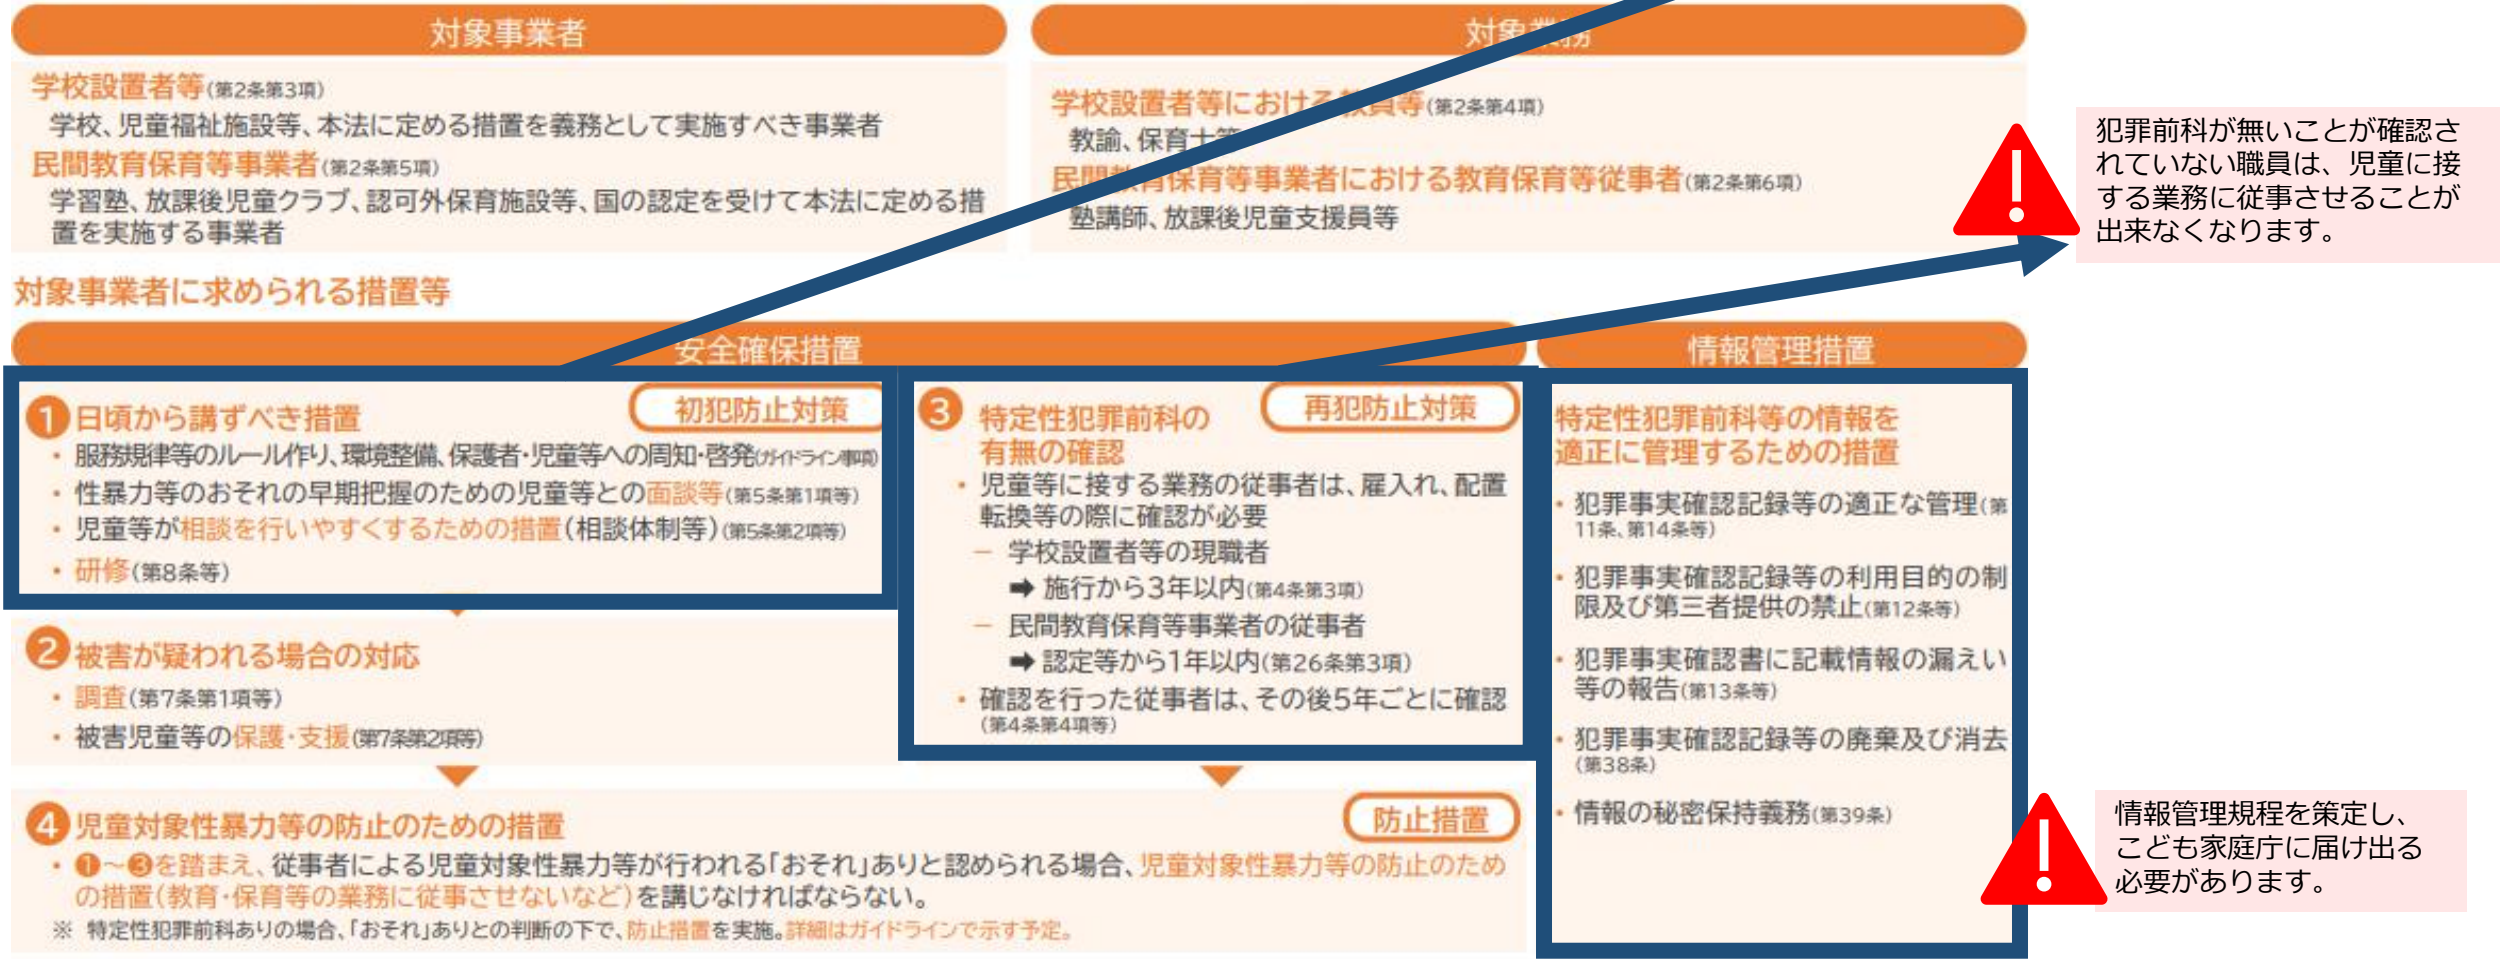 対象事業者
学校設置者等(第2条第3項)
学校、児童福祉施設等、本法に定める措置を義務として実施すべき事業者
民間教育保育等事業者(第2条第5項)
学習塾、放課後児童クラブ、認可外保育施設等、国の認定を受けて本法に定める措
置を実施する事業者
対象業務
学校設置者等における教員等(第2条第4項)
教諭、保育士等
民間教育保育等事業者における教育保育等従事者(第2条第6項)
塾講師、放課後児童支援員等
犯罪前科が無いことが確認さ
れていない職員は、児童に接
する業務に従事させることが
出来なくなります。
対象事業者に求められる措置等
安全確保措置
❶日頃から講ずべき措置
初犯防止対策
・服務規律等のルール作り、環境整備、保護者・児童等への周知・啓発(ガイドライン事項)
・性暴力等のおそれの早期把握のための児童等との面談等(第5条第1項等)
・児童等が相談を行いやすくするための措置(相談体制等)(第5条第2項等)
・研修(第8条等)
❷被害が疑われる場合の対応
・調査(第7条第1項等)
・被害児童等の保護・支援(第7条第2項等)
❸特定性犯罪前科の
有無の確認
再犯防止対策
・児童等に接する業務の従事者は、雇入れ、配置
転換等の際に確認が必要
− 学校設置者等の現職者
➡ 施行から3年以内(第4条第3項)
− 民間教育保育等事業者の従事者
➡ 認定等から1年以内(第26条第3項)
・確認を行った従事者は、その後5年ごとに確認
(第4条第4項等)
❹児童対象性暴力等の防止のための措置
防止措置
・❶~❸を踏まえ、従事者による児童対象性暴力等が行われる「おそれ」ありと認められる場合、児童対象性暴力等の防止のため
の措置(教育・保育等の業務に従事させないなど)を講じなければならない。
※ 特定性犯罪前科ありの場合、「おそれ」ありとの判断の下で、防止措置を実施。詳細はガイドラインで示す予定。
情報管理措置
特定性犯罪前科等の情報を
適正に管理するための措置
・犯罪事実確認記録等の適正な管理(第
11条、第14条等)
・犯罪事実確認記録等の利用目的の制
限及び第三者提供の禁止(第12条等)
・犯罪事実確認書に記載情報の漏えい
等の報告(第13条等)
・犯罪事実確認記録等の廃棄及び消去
(第38条)
・情報の秘密保持義務(第39条)
情報管理規程を策定し、
こども家庭庁に届け出る
必要があります。